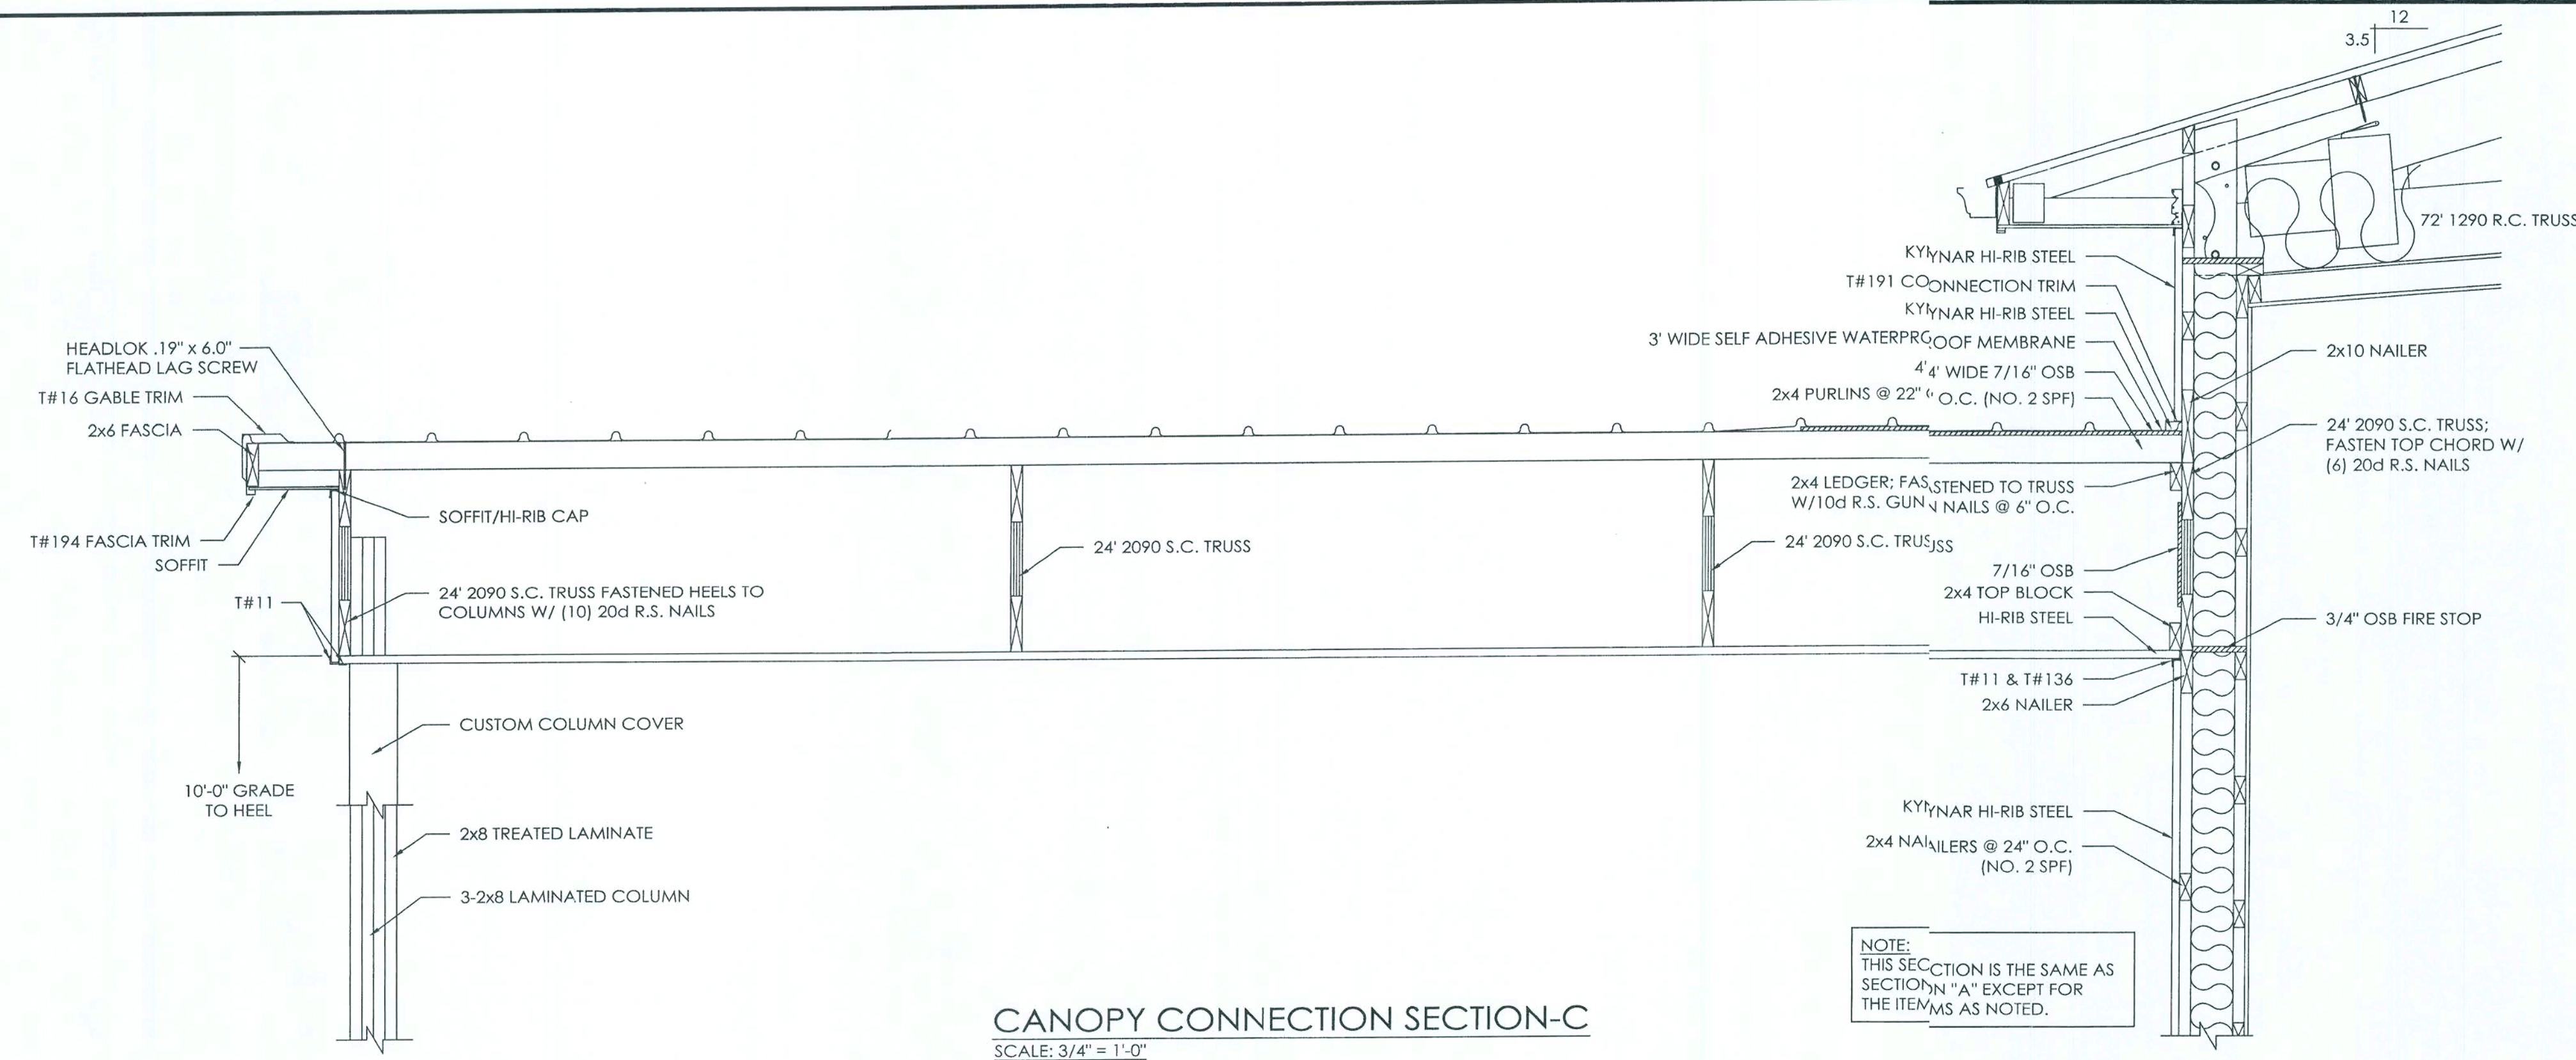 12
3.5
72' 1290 R.C. TRUSS
KYNAR HI-RIB STEEL
T#191 CONNECTION TRIM
KYNAR HI-RIB STEEL
3' WIDE SELF ADHESIVE WATERPROOF MEMBRANE
4' WIDE 7/16" OSB
2x4 PURLINS @ 22" O.C. (NO. 2 SPF)
2x10 NAILER
24' 2090 S.C. TRUSS;
FASTEN TOP CHORD W/
(6) 20d R.S. NAILS
HEADLOK .19" x 6.0"
FLATHEAD LAG SCREW
T#16 GABLE TRIM
2x6 FASCIA
SOFFIT/HI-RIB CAP
T#194 FASCIA TRIM
SOFFIT
T#11
24' 2090 S.C. TRUSS FASTENED HEELS TO
COLUMNS W/ (10) 20d R.S. NAILS
24' 2090 S.C. TRUSS
24' 2090 S.C. TRUSS
2x4 LEDGER; FASTENED TO TRUSS
W/10d R.S. GUN NAILS @ 6" O.C.
7/16" OSB
2x4 TOP BLOCK
HI-RIB STEEL
3/4" OSB FIRE STOP
T#11 & T#136
2x6 NAILER
CUSTOM COLUMN COVER
10'-0" GRADE
TO HEEL
2x8 TREATED LAMINATE
3-2x8 LAMINATED COLUMN
KYNAR HI-RIB STEEL
2x4 NAILERS @ 24" O.C.
(NO. 2 SPF)
NOTE:
THIS SECTION IS THE SAME AS
SECTION "A" EXCEPT FOR
THE ITEMS AS NOTED.
CANOPY CONNECTION SECTION-C
SCALE: 3/4" = 1'-0"